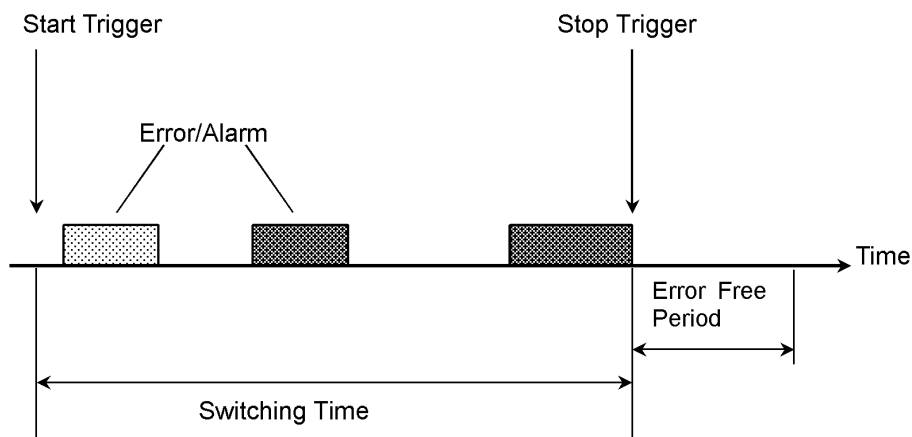 Start Trigger
Stop Trigger
Error/Alarm
Time
Error Free
Period
Switching Time